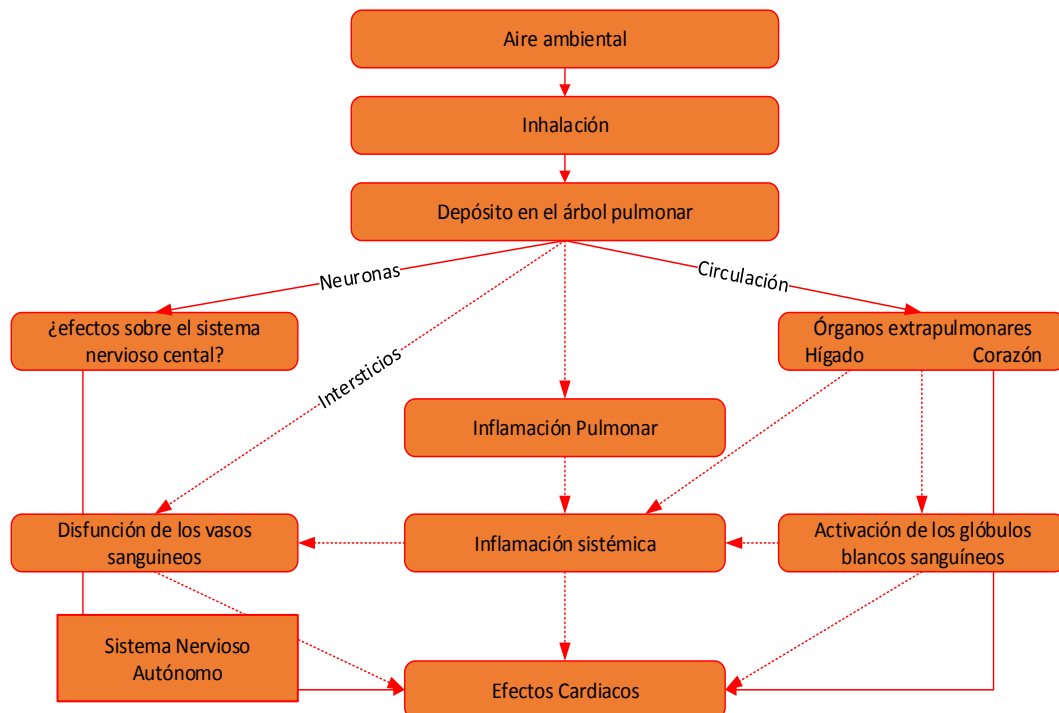 Aire ambiental
Inhalación
Depósito en el árbol pulmonar
Neuronas
Circulación
¿efectos sobre el sistema
nervioso cental?
Órganos extrapulmonares
Hígado Corazón
Intersticios
Inflamación Pulmonar
Disfunción de los vasos
sanguineos
Inflamación sistémica
Activación de los glóbulos
blancos sanguíneos
Sistema Nervioso
Autónomo
Efectos Cardiacos